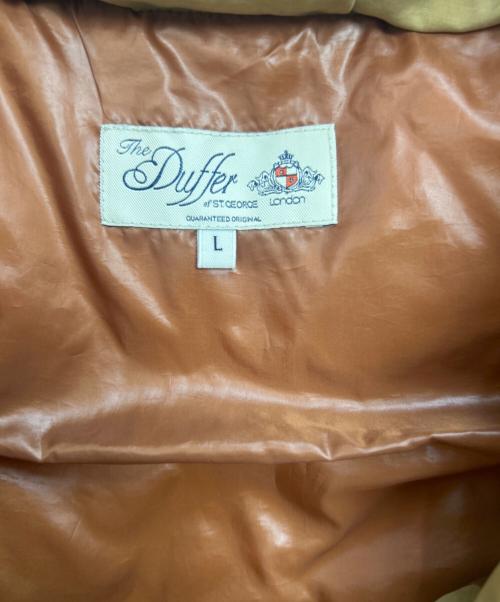 The
Duffer
of ST.GEORGE London
GUARANTEED ORIGINAL
L